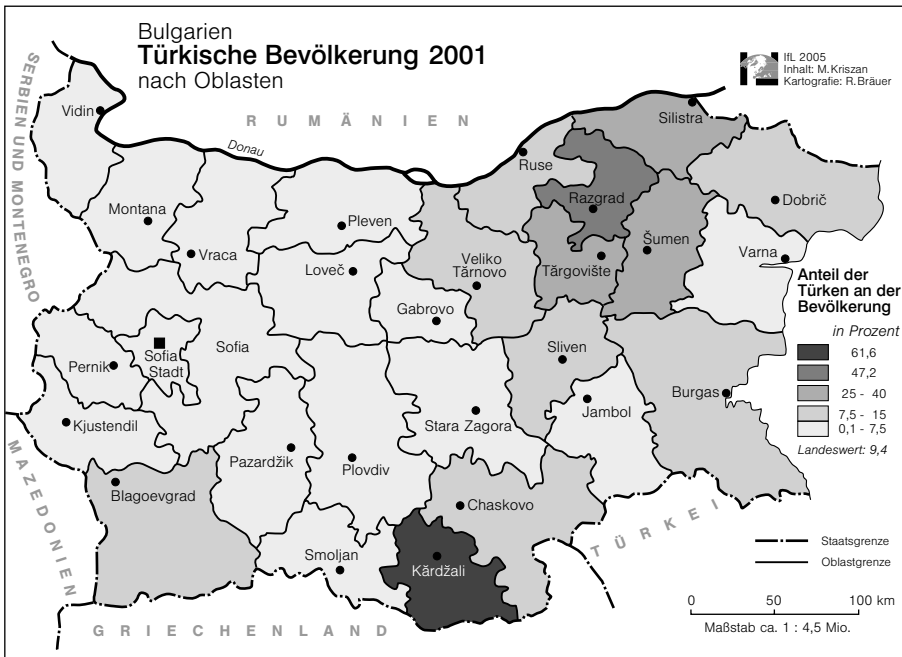 Bulgarien
Türkische Bevölkerung 2001
nach Oblasten
IfL 2005
Inhalt: M.Kriszan
Kartografie: R.Bräuer
SERBIEN UND MONTENEGRO
RUMÄNIEN
Donau
Vidin
Silistra
Ruse
Montana
Pleven
Razgrad
Dobrič
Vraca
Loveč
Veliko
Tărnovo
Tărgovište
Šumen
Varna
Gabrovo
Sofia
Stadt
Sofia
Pernik
Sliven
Burgas
Kjustendil
Stara Zagora
Jambol
Pazardžik
Plovdiv
Blagoevgrad
Chaskovo
Smoljan
Kărdžali
MAZEDONIEN
GRIECHENLAND
TÜRKEI
Anteil der
Türken an der
Bevölkerung
in Prozent
61,6
47,2
25 - 40
7,5 - 15
0,1 - 7,5
Landeswert: 9,4
Staatsgrenze
Oblastgrenze
0 50 100 km
Maßstab ca. 1 : 4,5 Mio.